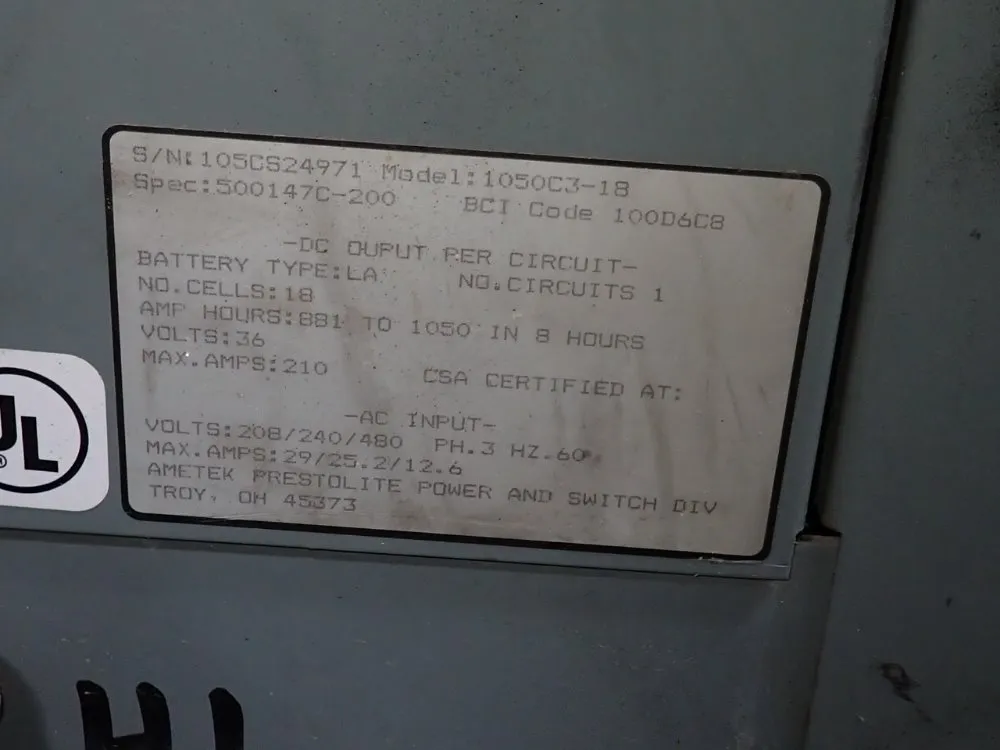 S/N:105CS24971 Model:1050C3-18
Spec:500147C-200 BCI Code 100D6C8
-DC OUPUT PER CIRCUIT-
BATTERY TYPE:LA NO.CIRCUITS 1
NO.CELLS:18
AMP HOURS:881 TO 1050 IN 8 HOURS
VOLTS:36
MAX.AMPS:210 CSA CERTIFIED AT:
-AC INPUT-
VOLTS:208/240/480 PH.3 HZ.60
MAX.AMPS:29/25.2/12.6
AMETEK PRESTOLITE POWER AND SWITCH DIV
TROY, OH 45373
UL
®